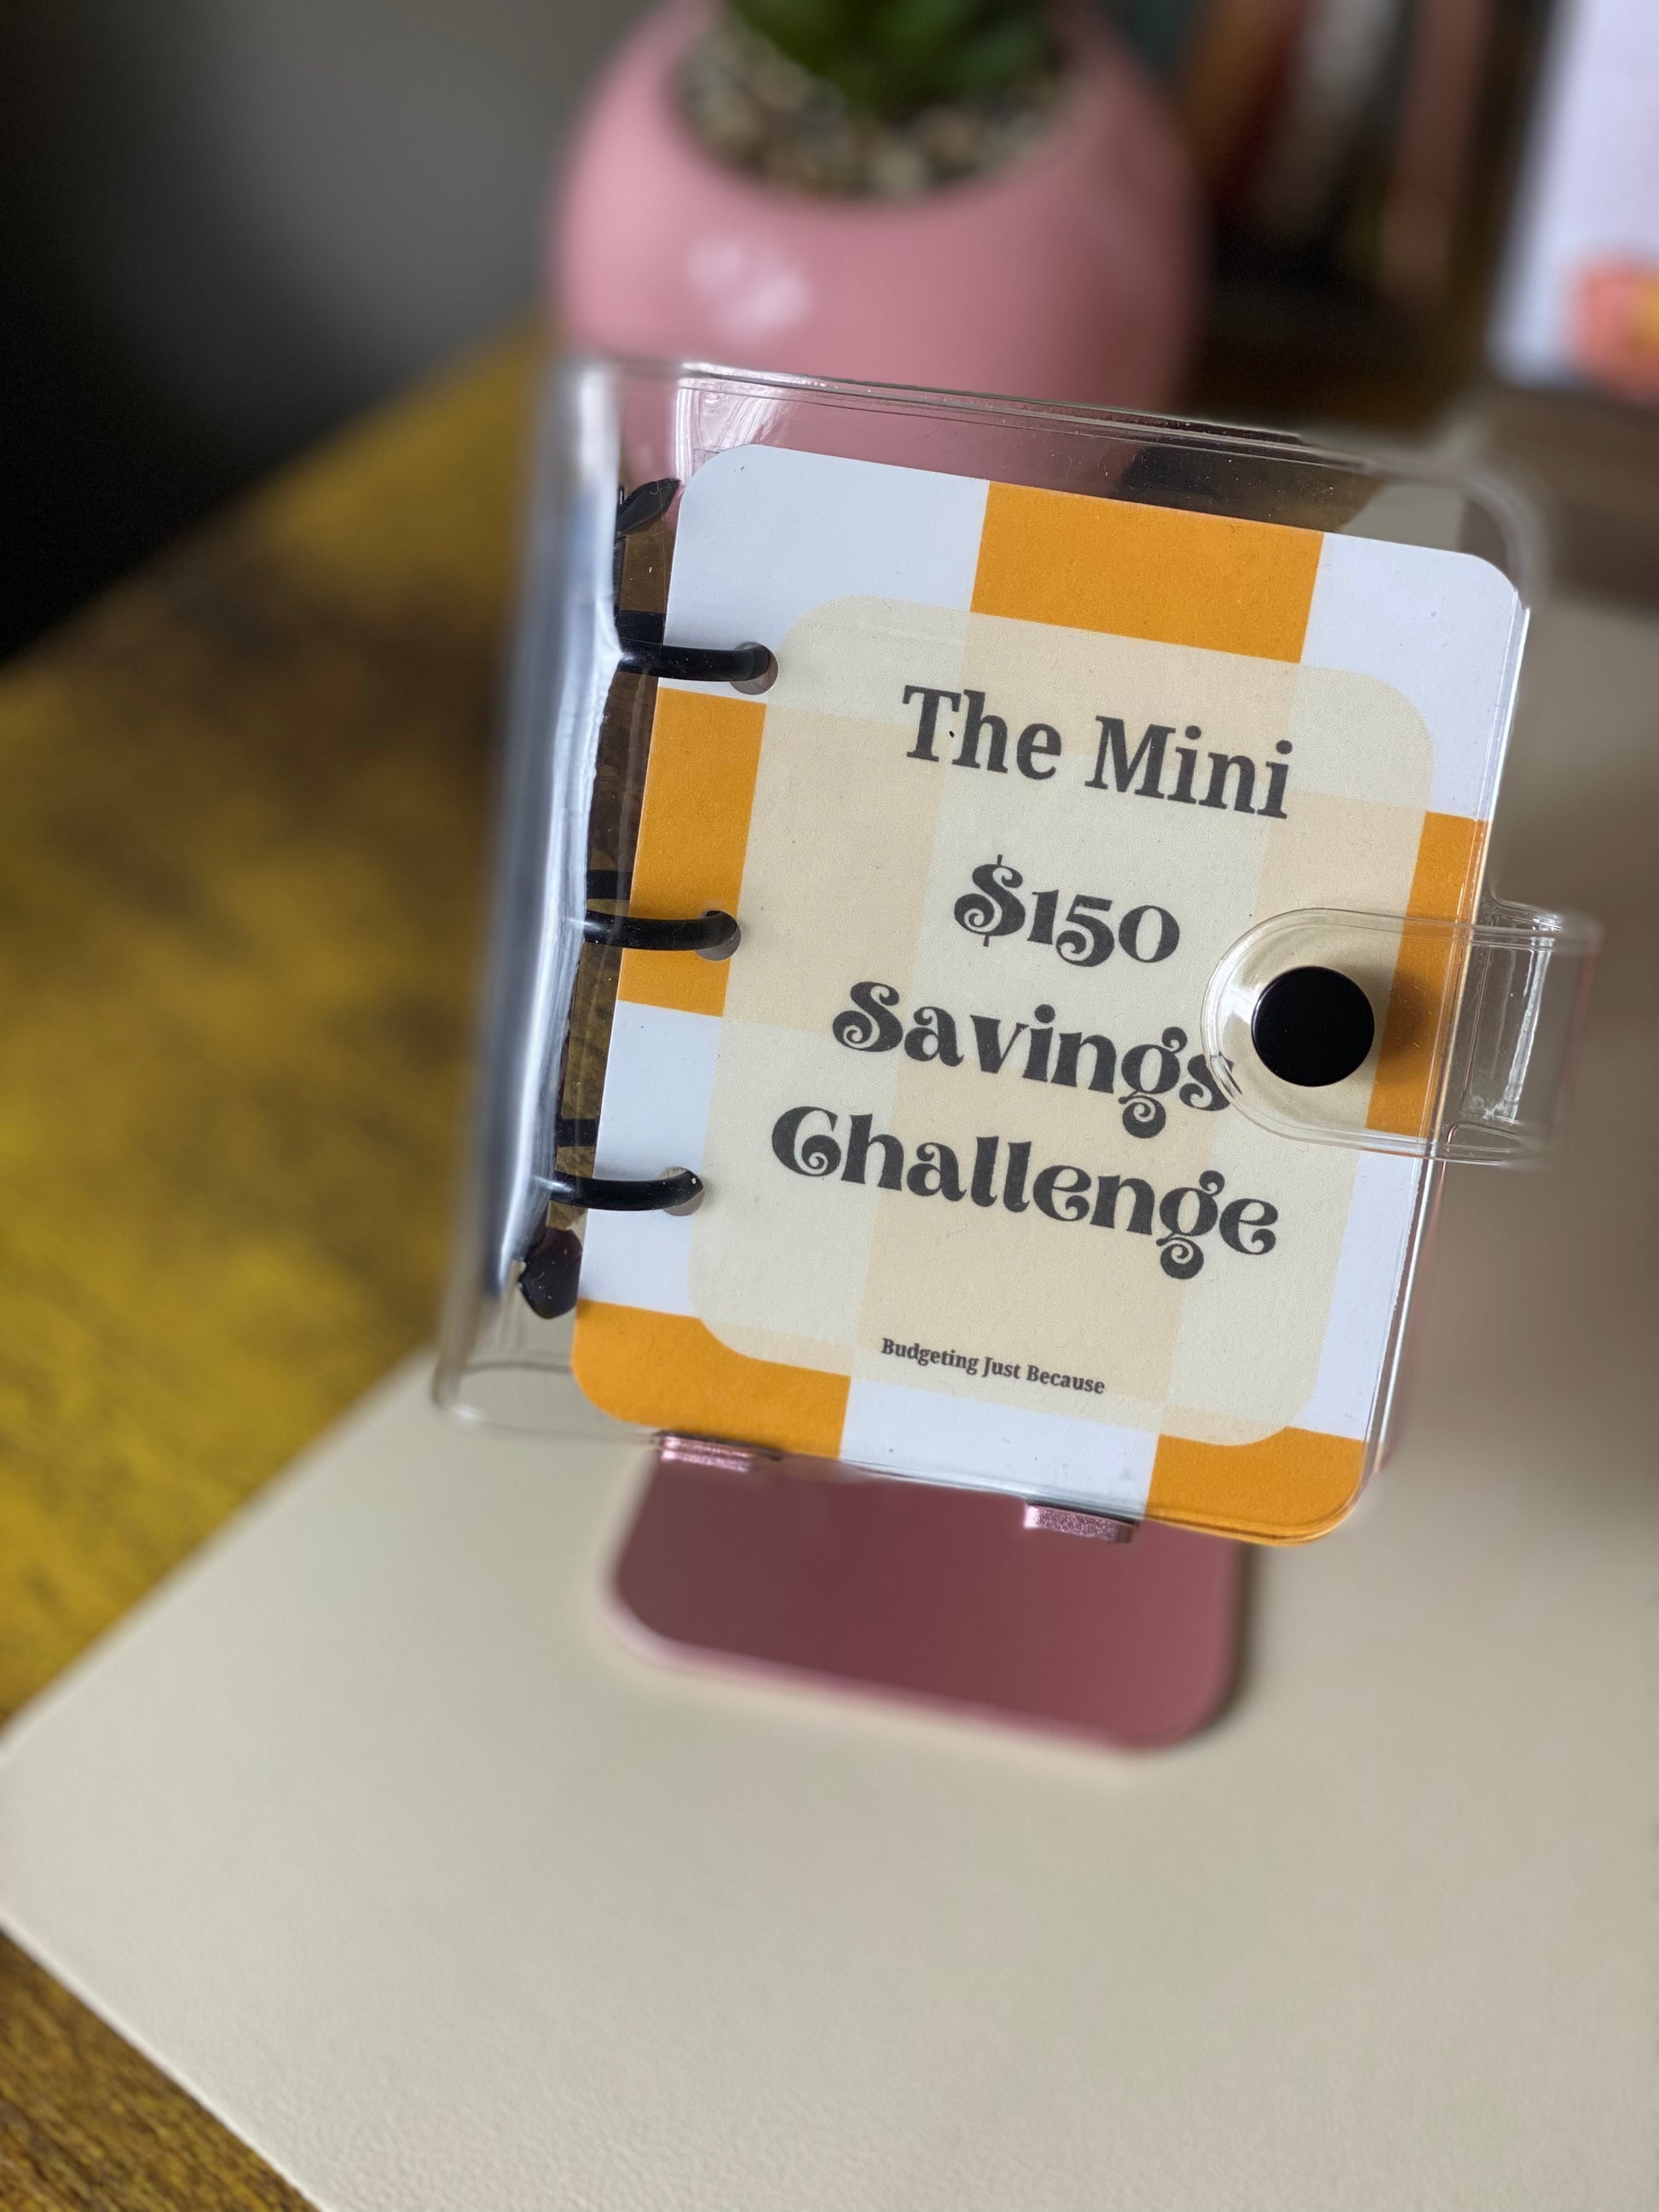 The Mini
$150
Savings
Challenge
Budgeting Just Because